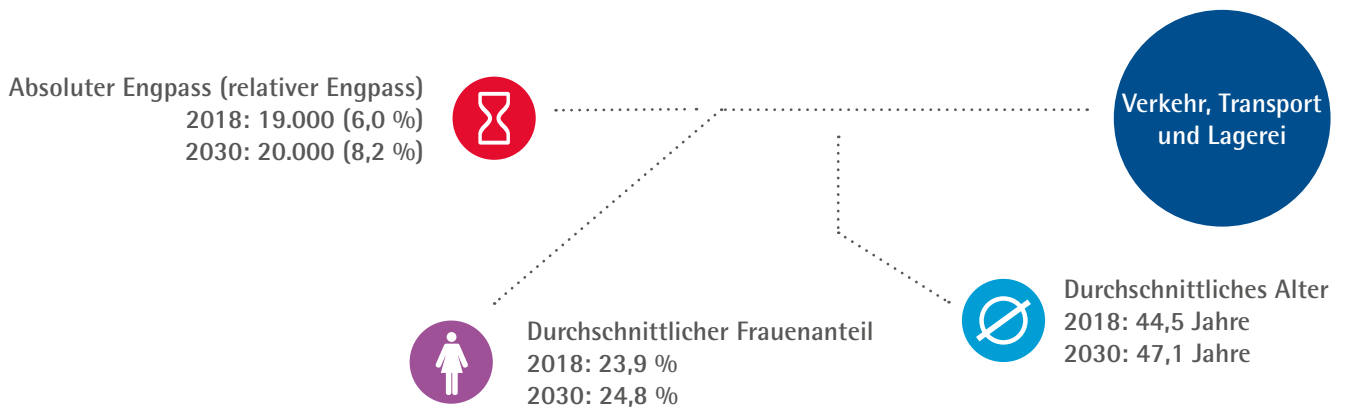 Absoluter Engpass (relativer Engpass)
2018: 19.000 (6,0 %)
2030: 20.000 (8,2 %)
Verkehr, Transport
und Lagerei
Durchschnittlicher Frauenanteil
2018: 23,9 %
2030: 24,8 %
Durchschnittliches Alter
2018: 44,5 Jahre
2030: 47,1 Jahre